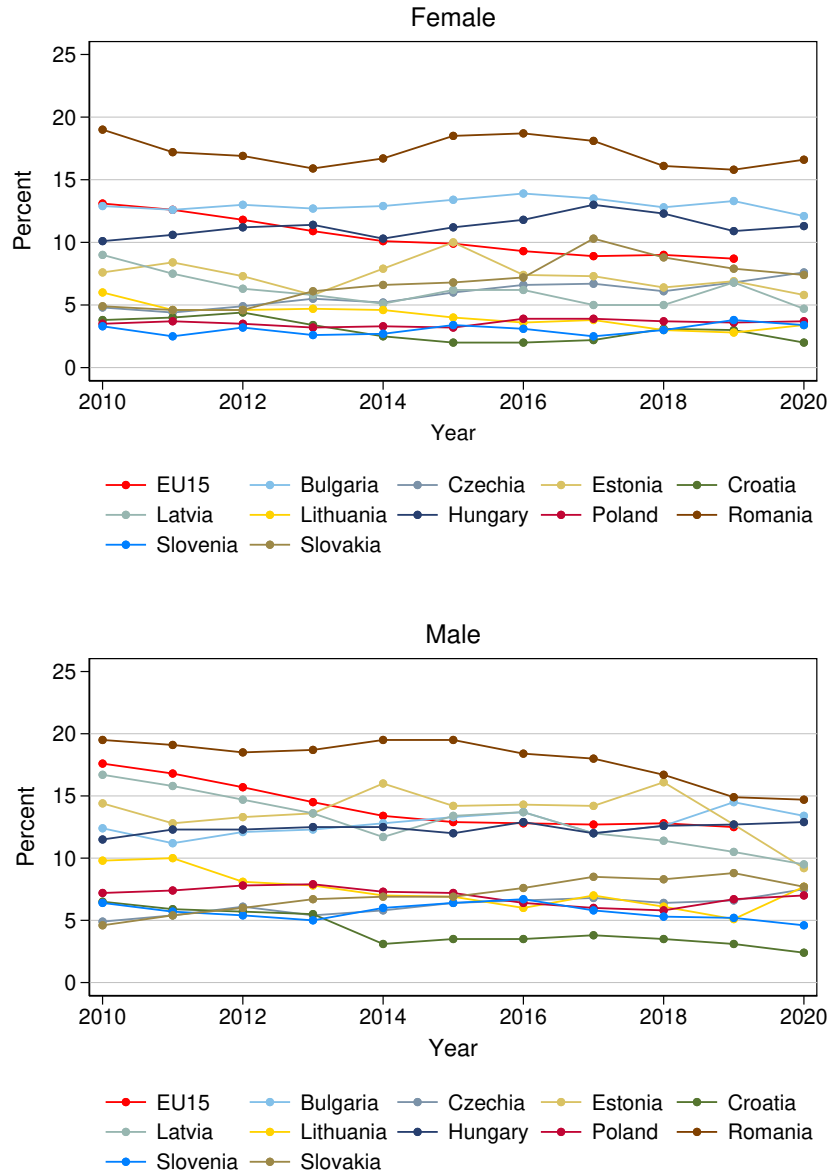 Female
25
20
15
10
5
0
Percent
2010 2012 2014 2016 2018 2020
Year
EU15 Bulgaria Czechia Estonia Croatia
Latvia Lithuania Hungary Poland Romania
Slovenia Slovakia
Male
25
20
15
10
5
0
Percent
2010 2012 2014 2016 2018 2020
Year
EU15 Bulgaria Czechia Estonia Croatia
Latvia Lithuania Hungary Poland Romania
Slovenia Slovakia